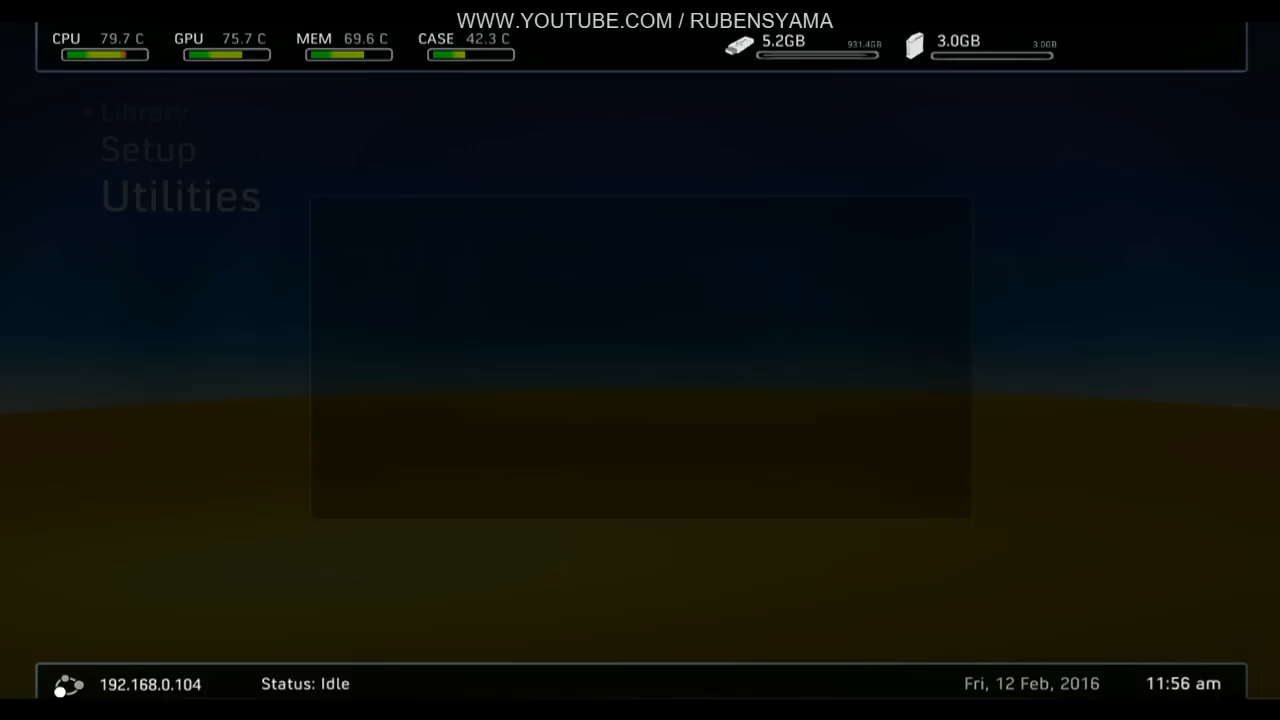 WWW.YOUTUBE.COM / RUBENSYAMA
CPU 79.7 C GPU 75.7 C MEM 69.6 C CASE 42.3 C 5.2GB 931.4GB 3.0GB 3.0GB
Library
Setup
Utilities
192.168.0.104 Status: Idle Fri, 12 Feb, 2016 11:56 am